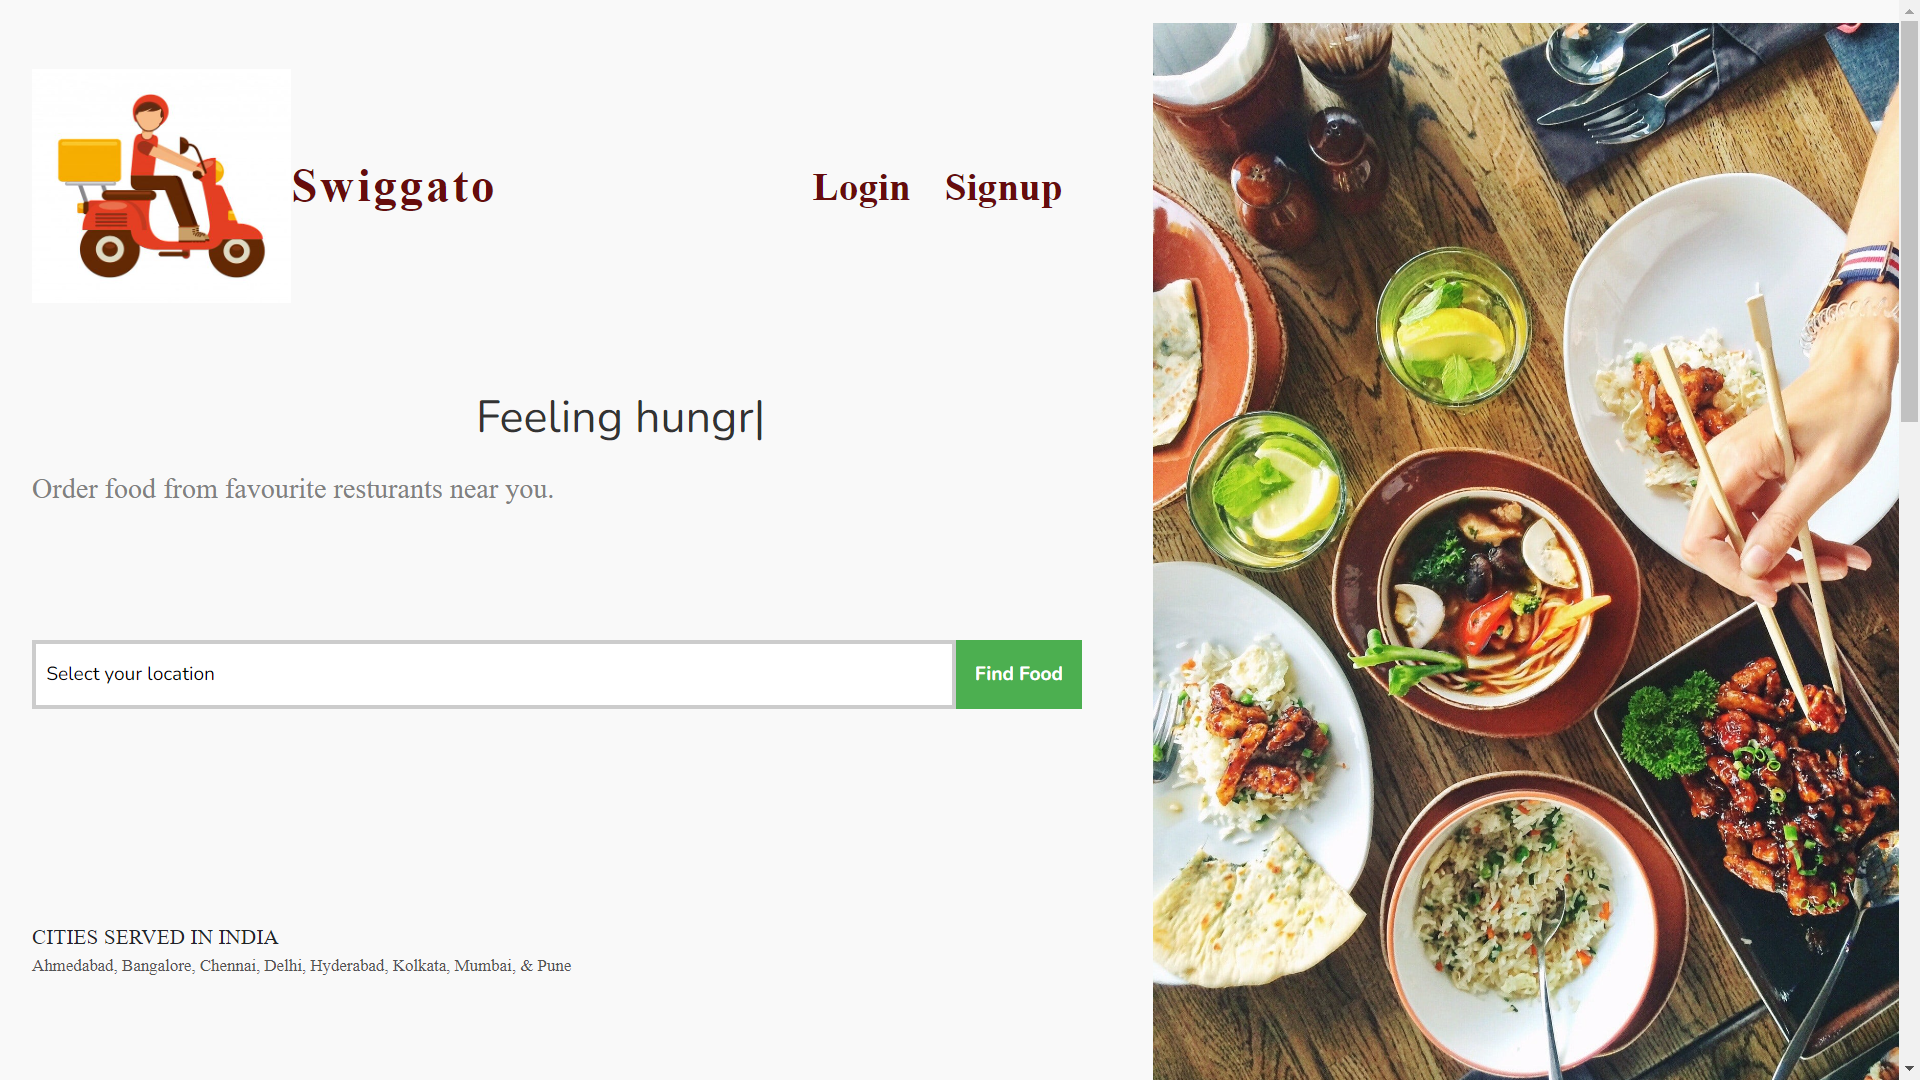 Swiggato
Login Signup
Feeling hungr|
Order food from favourite resturants near you.
Select your location
Find Food
CITIES SERVED IN INDIA
Ahmedabad, Bangalore, Chennai, Delhi, Hyderabad, Kolkata, Mumbai, & Pune